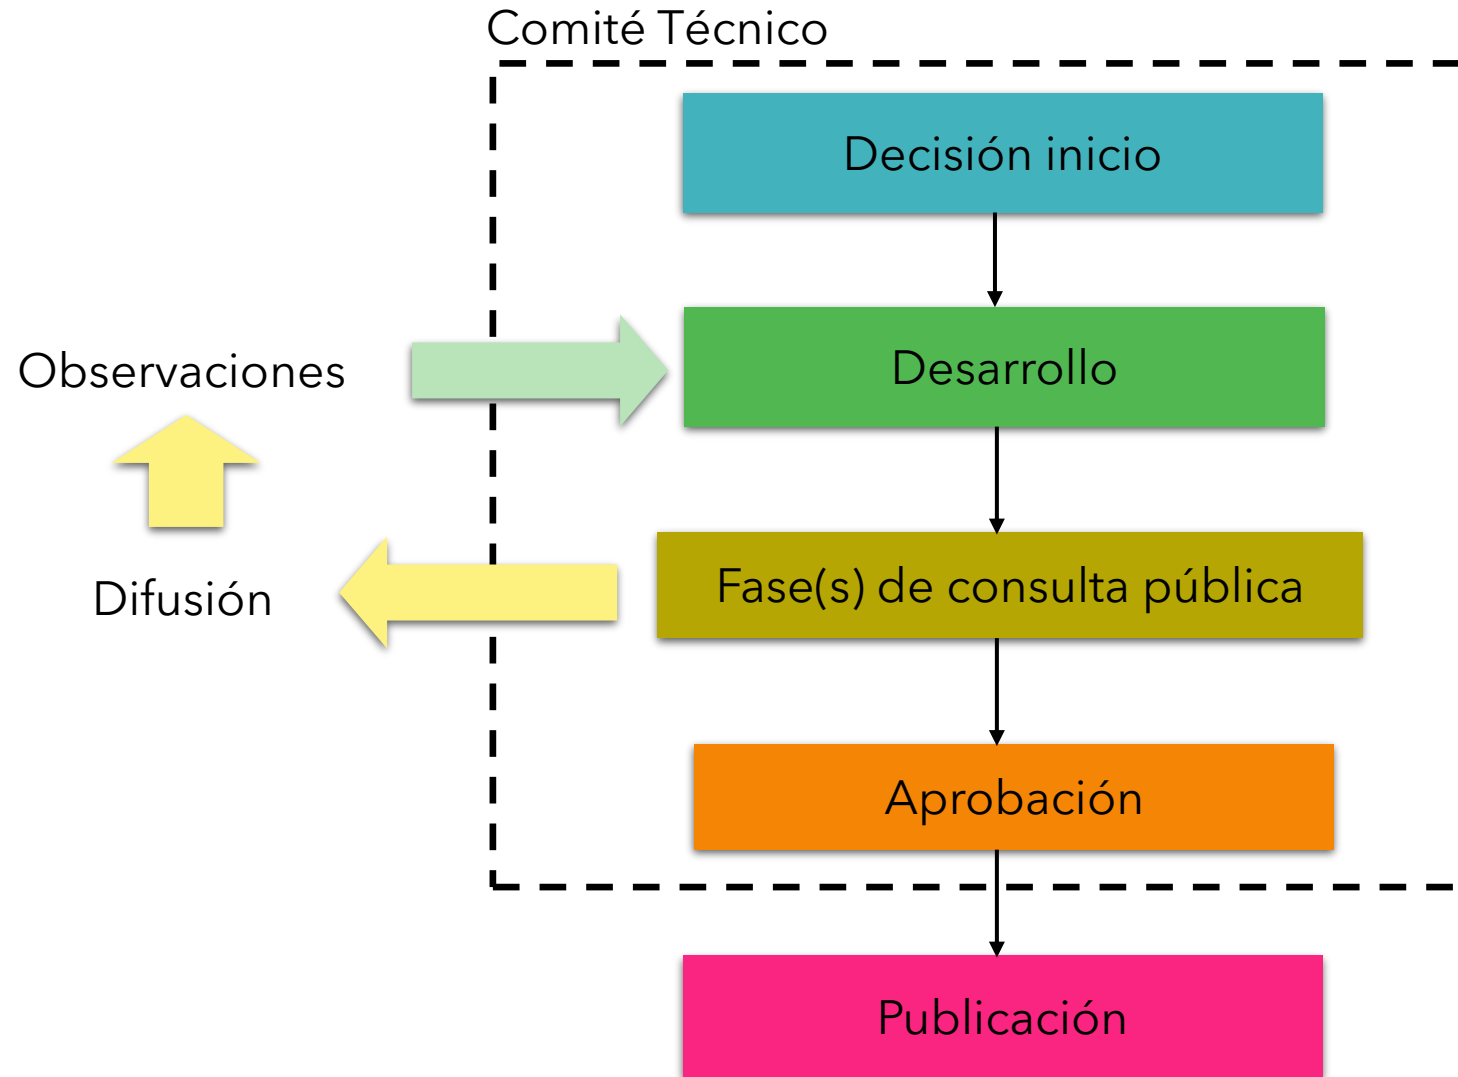 Comité Técnico
Decisión inicio
Observaciones
Desarrollo
Difusión
Fase(s) de consulta pública
Aprobación
Publicación